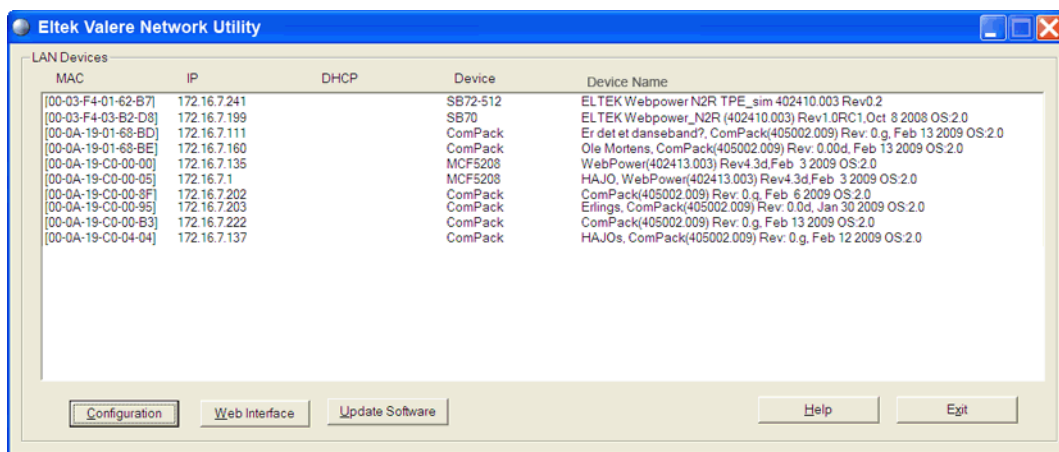 Eltek Valere Network Utility
LAN Devices
MAC IP DHCP Device Device Name
[00-03-F4-01-62-B7] 172.16.7.241 SB72-512 ELTEK Webpower N2R TPE_sim 402410.003 Rev0.2
[00-03-F4-03-B2-D8] 172.16.7.199 SB70 ELTEK Webpower_N2R (402410.003) Rev1.0RC1,Oct 8 2008 OS:2.0
[00-0A-19-01-68-BD] 172.16.7.111 ComPack Er det et danseband?, ComPack(405002.009) Rev: 0.g, Feb 13 2009 OS:2.0
[00-0A-19-01-68-BE] 172.16.7.160 ComPack Ole Mortens, ComPack(405002.009) Rev: 0.00d, Feb 13 2009 OS:2.0
[00-0A-19-C0-00-00] 172.16.7.135 MCF5208 WebPower(402413.003) Rev4.3d,Feb 3 2009 OS:2.0
[00-0A-19-C0-00-05] 172.16.7.1 MCF5208 HAJO, WebPower(402413.003) Rev4.3d,Feb 3 2009 OS:2.0
[00-0A-19-C0-00-8F] 172.16.7.202 ComPack ComPack(405002.009) Rev: 0.g, Feb 6 2009 OS:2.0
[00-0A-19-C0-00-95] 172.16.7.203 ComPack Erlings, ComPack(405002.009) Rev: 0.0d, Jan 30 2009 OS:2.0
[00-0A-19-C0-00-B3] 172.16.7.222 ComPack ComPack(405002.009) Rev: 0.g, Feb 13 2009 OS:2.0
[00-0A-19-C0-04-04] 172.16.7.137 ComPack HAJOs, ComPack(405002.009) Rev: 0.g, Feb 12 2009 OS:2.0
Configuration Web Interface Update Software Help Exit